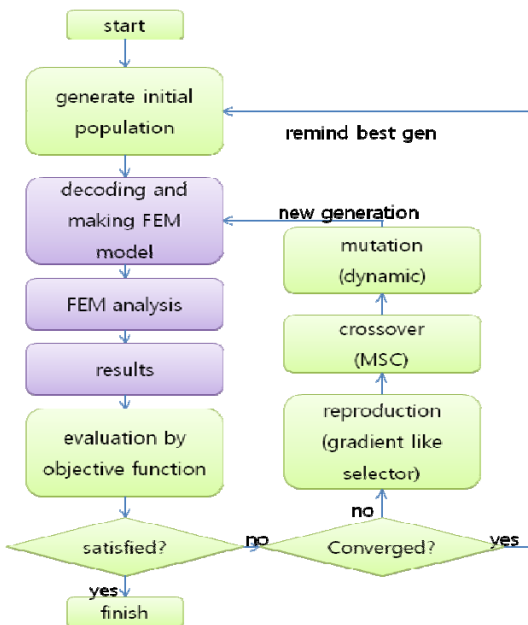 start
generate initial
population
remind best gen
decoding and
making FEM
model
new generation
mutation
(dynamic)
FEM analysis
crossover
(MSC)
results
reproduction
(gradient like
selector)
evaluation by
objective function
no
satisfied?
no
Converged?
yes
yes
finish